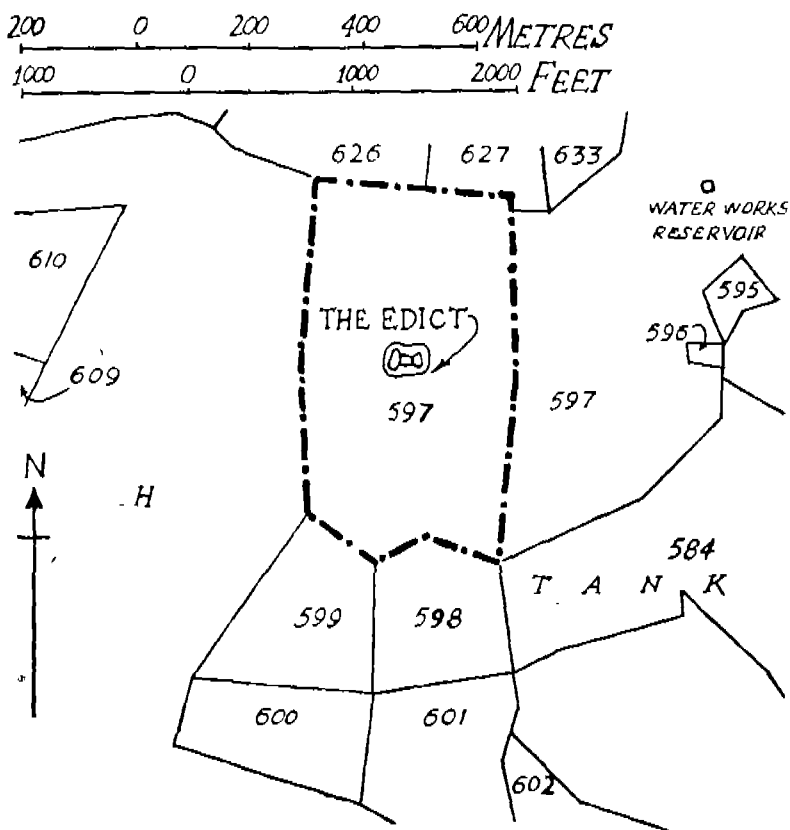 200 0 200 400 600 METRES
1000 0 1000 2000 FEET
626 627 633
WATER WORKS
RESERVOIR
610
595
THE EDICT
596
609
597 597
N
H
584
T A N K
599 598
600 601
602